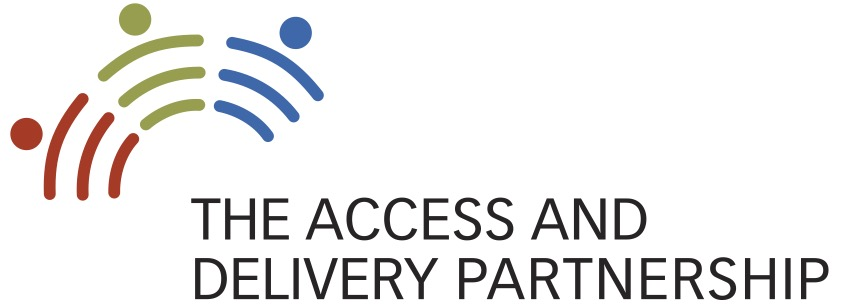 THE ACCESS AND
DELIVERY PARTNERSHIP